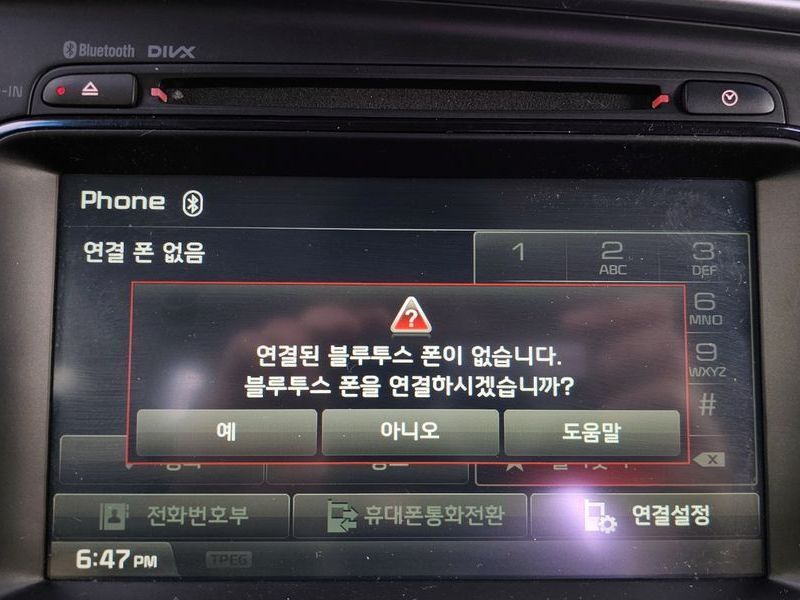 Bluetooth DIVX
-IN
Phone
연결 폰 없음
1
2
ABC
3
DEF
6
MNO
9
WXYZ
#
?
연결된 블루투스 폰이 없습니다.
블루투스 폰을 연결하시겠습니까?
예 아니오 도움말
전화번호부 휴대폰통화전환 연결설정
6:47 PM TPEG